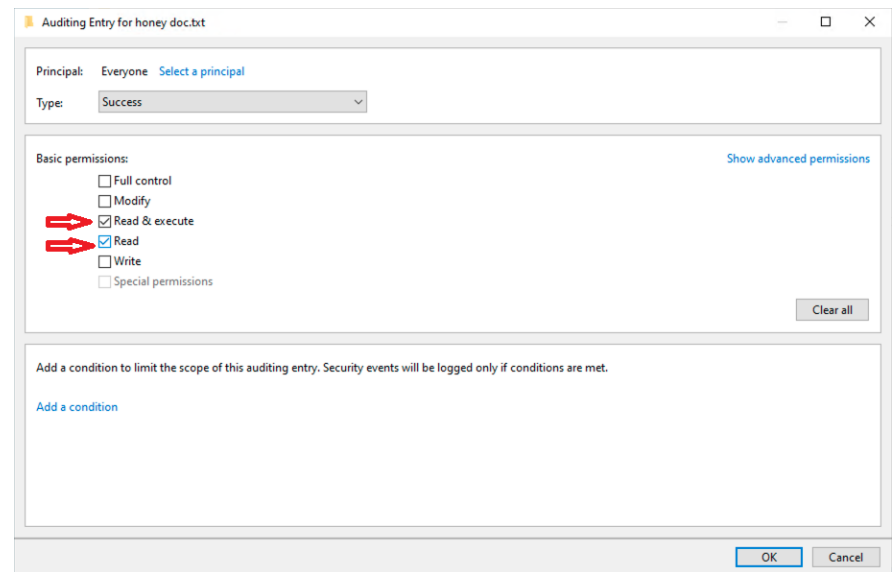 Auditing Entry for honey doc.txt
Principal: Everyone Select a principal
Type: Success
Basic permissions: Show advanced permissions
Full control
Modify
Read & execute
Read
Write
Special permissions
Clear all
Add a condition to limit the scope of this auditing entry. Security events will be logged only if conditions are met.
Add a condition
OK Cancel